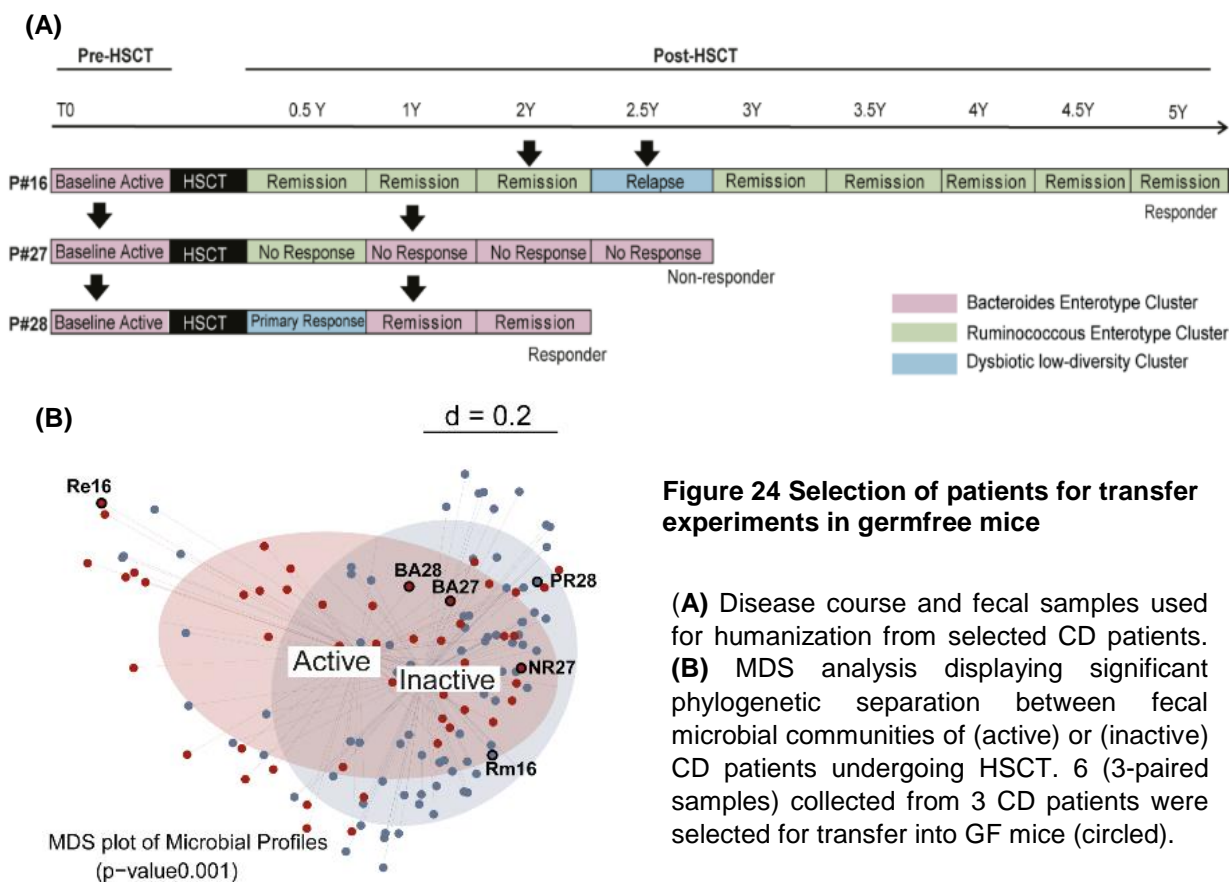 (A)
Pre-HSCT Post-HSCT
T0 0.5 Y 1Y 2Y 2.5Y 3Y 3.5Y 4Y 4.5Y 5Y
P#16 Baseline Active HSCT Remission Remission Remission Relapse Remission Remission Remission Remission Remission
Responder
P#27 Baseline Active HSCT No Response No Response No Response No Response
Non-responder
P#28 Baseline Active HSCT Primary Response Remission Remission
Responder
Bacteroides Enterotype Cluster
Ruminococcous Enterotype Cluster
Dysbiotic low-diversity Cluster
(B)
d = 0.2
Re16
BA28
BA27
PR28
Active
Inactive
NR27
Rm16
MDS plot of Microbial Profiles
(p-value0.001)
Figure 24 Selection of patients for transfer
experiments in germfree mice
(A) Disease course and fecal samples used
for humanization from selected CD patients.
(B) MDS analysis displaying significant
phylogenetic separation between fecal
microbial communities of (active) or (inactive)
CD patients undergoing HSCT. 6 (3-paired
samples) collected from 3 CD patients were
selected for transfer into GF mice (circled).